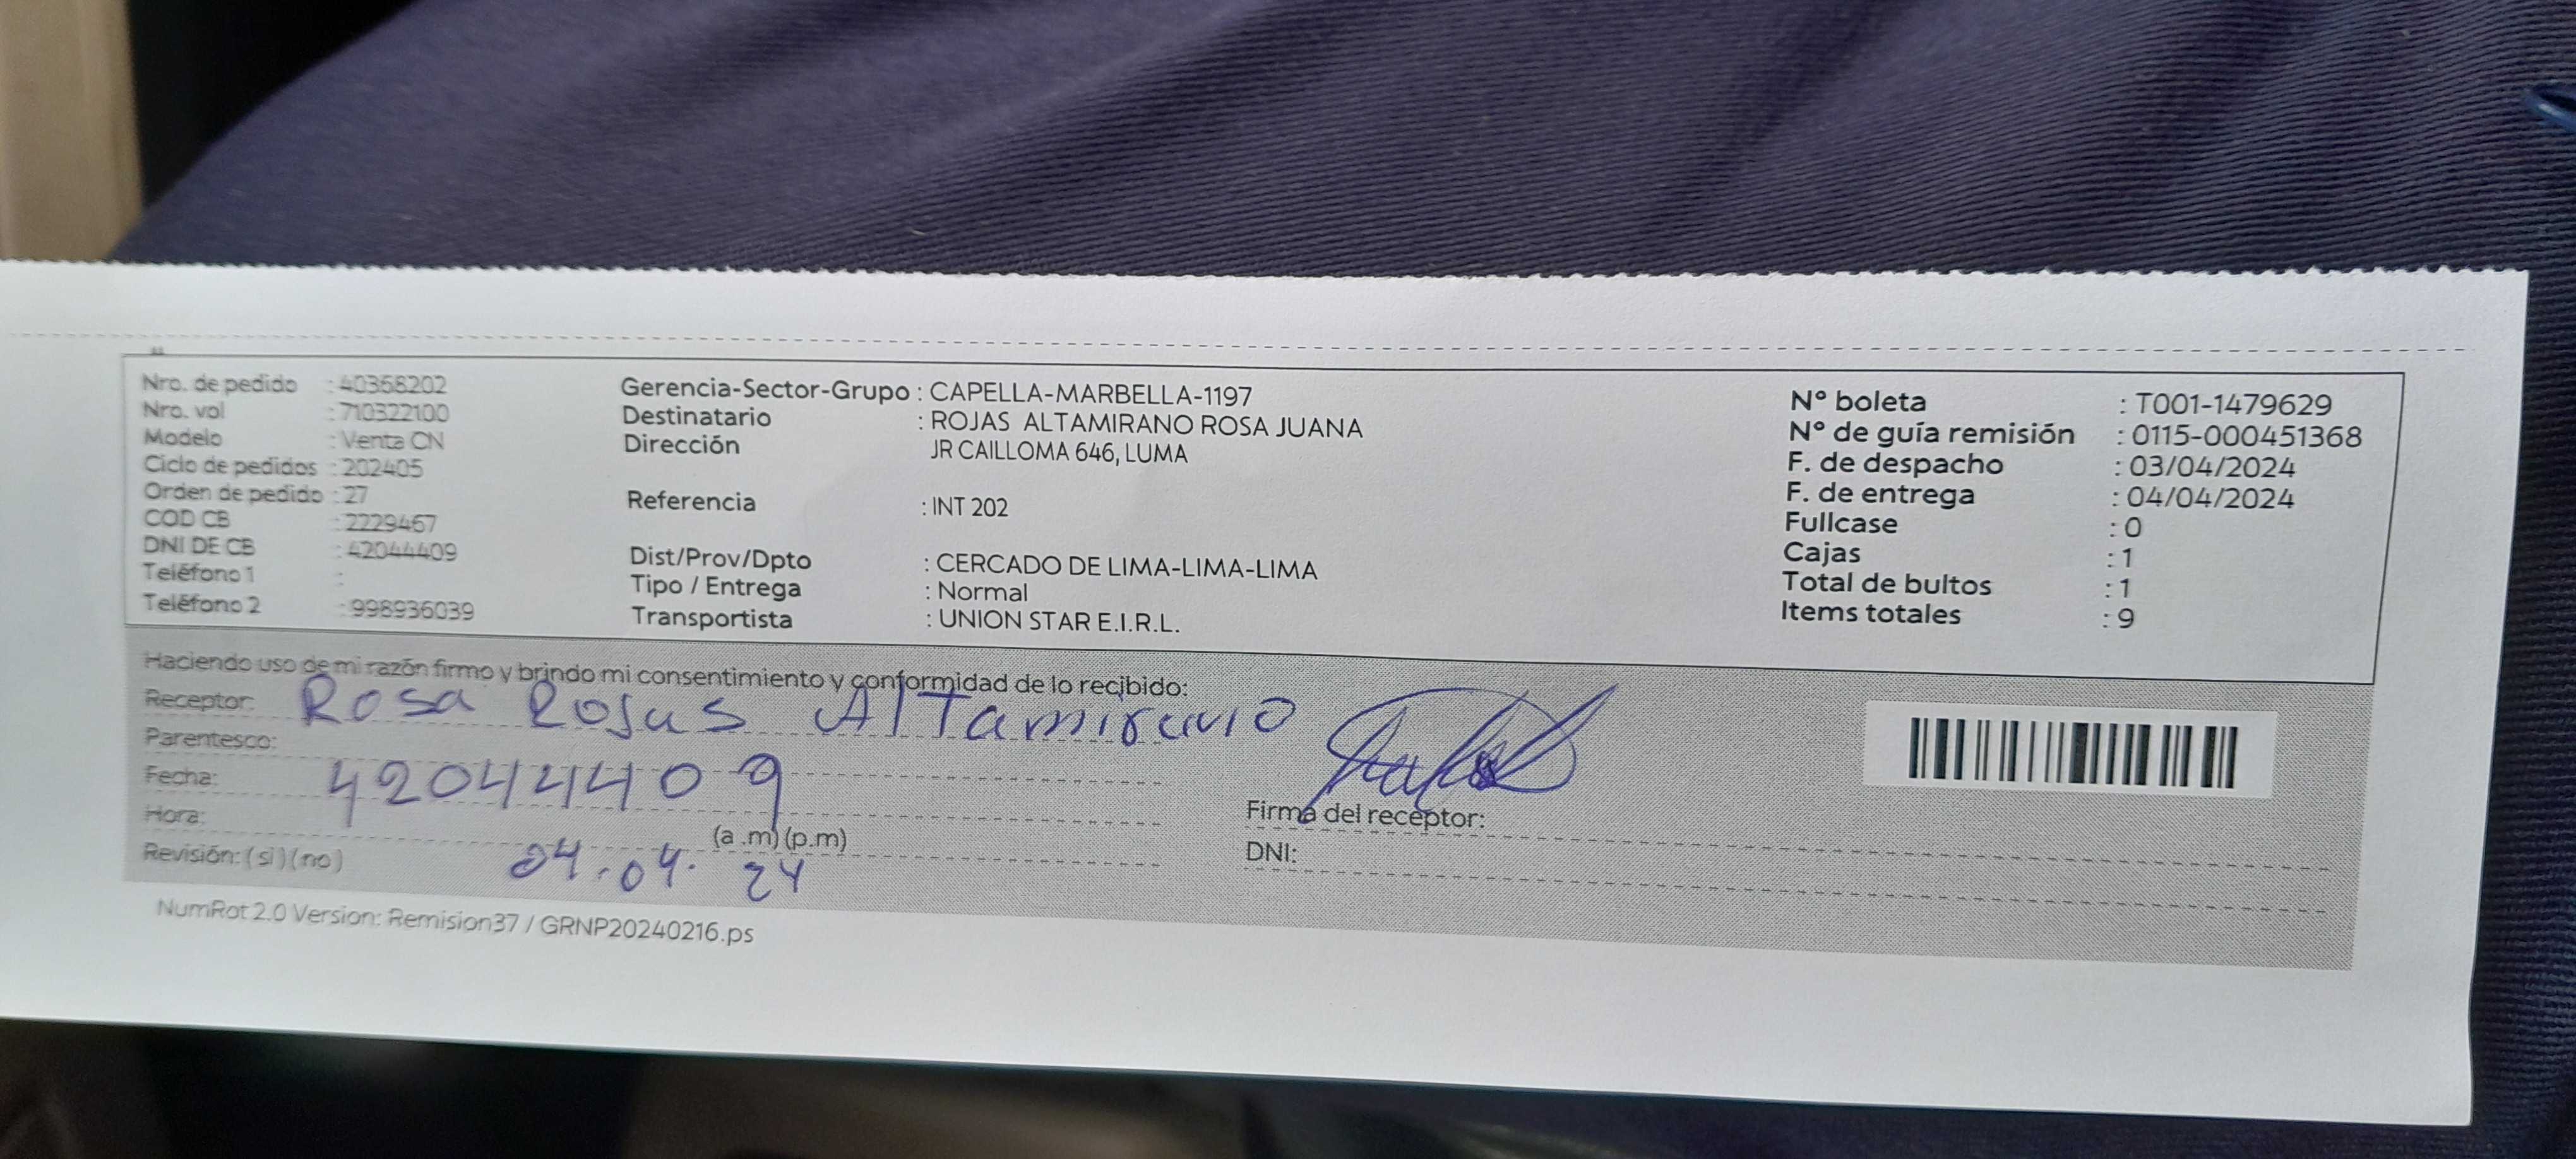 Nro. de pedido : 40368202
Nro. vol : 710322100
Modelo : Venta CN
Ciclo de pedidos : 202405
Orden de pedido : 27
COD CB : 2229467
DNI DE CB : 42044409
Teléfono 1 :
Teléfono 2 : 998936039
Gerencia-Sector-Grupo : CAPELLA-MARBELLA-1197
Destinatario : ROJAS ALTAMIRANO ROSA JUANA
Dirección JR CAILLOMA 646, LUMA
Referencia : INT 202
Dist/Prov/Dpto : CERCADO DE LIMA-LIMA-LIMA
Tipo / Entrega : Normal
Transportista : UNION STAR E.I.R.L.
N° boleta : T001-1479629
N° de guía remisión : 0115-000451368
F. de despacho : 03/04/2024
F. de entrega : 04/04/2024
Fullcase : 0
Cajas : 1
Total de bultos : 1
Items totales : 9
Haciendo uso de mi razón firmo y brindo mi consentimiento y conformidad de lo recibido:
Receptor: Rosa Rojas Altamirano
Parentesco:
Fecha: 42044409
Hora: (a .m) (p.m)
Revisión: ( si ) ( no ) 04.04. 24
Firma del receptor:
DNI:
NumRot 2.0 Version: Remision37 / GRNP20240216.ps